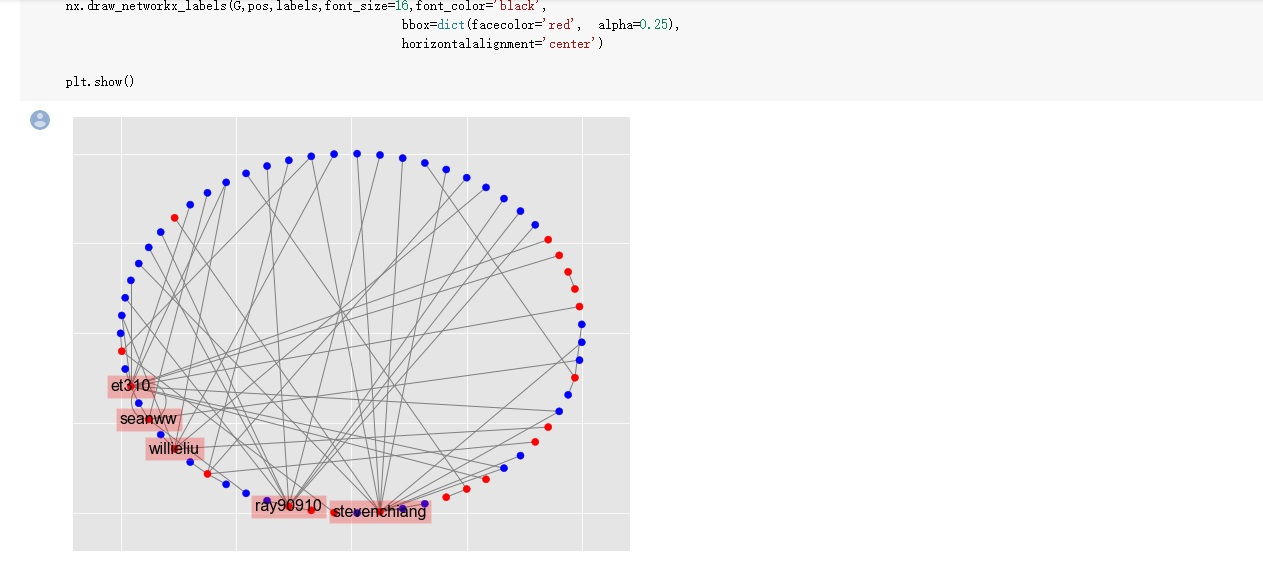 nx.draw_networkx_labels(G,pos,labels,font_size=16,font_color='black',
bbox=dict(facecolor='red', alpha=0.25),
horizontalalignment='center')
plt.show()
et310
seanww
willieliu
ray90910
stevenchiang